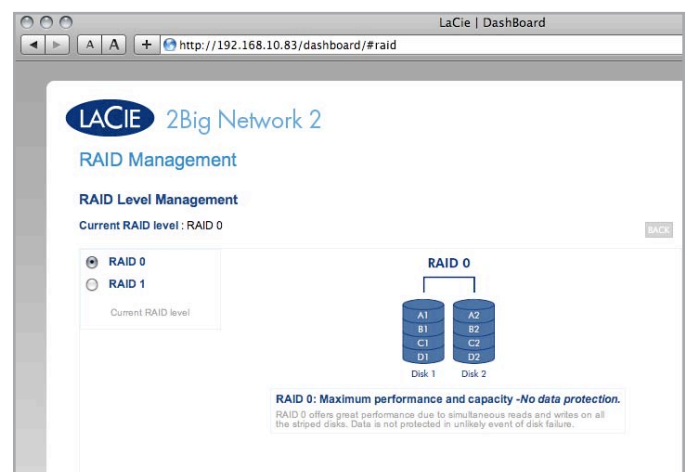 LaCie | DashBoard
A A + http://192.168.10.83/dashboard/#raid
LACIE 2Big Network 2
RAID Management
RAID Level Management
Current RAID level : RAID 0
BACK
RAID 0
RAID 1
Current RAID level
RAID 0
A1 A2
B1 B2
C1 C2
D1 D2
Disk 1 Disk 2
RAID 0: Maximum performance and capacity -No data protection.
RAID 0 offers great performance due to simultaneous reads and writes on all
the striped disks. Data is not protected in unlikely event of disk failure.